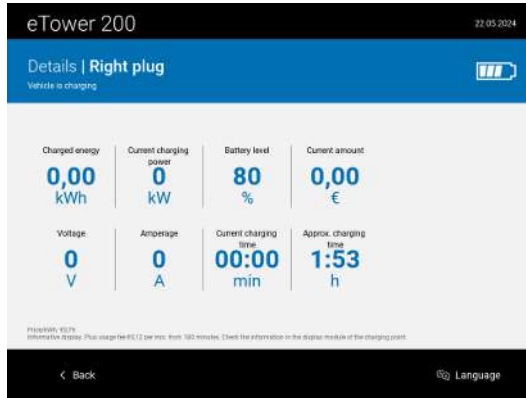 eTower 200
22.05.2024
Details | Right plug
Vehicle is charging
Charged energy
0,00
kWh
Current charging
power
0
kW
Battery level
80
%
Current amount
0,00
€
Voltage
0
V
Amperage
0
A
Current charging
time
00:00
min
Approx. charging
time
1:53
h
Price/kWh: €0,79
Informative display. Plus usage fee €0,12 per min. from 180 minutes. Check the information in the display module of the charging point.
< Back
Language